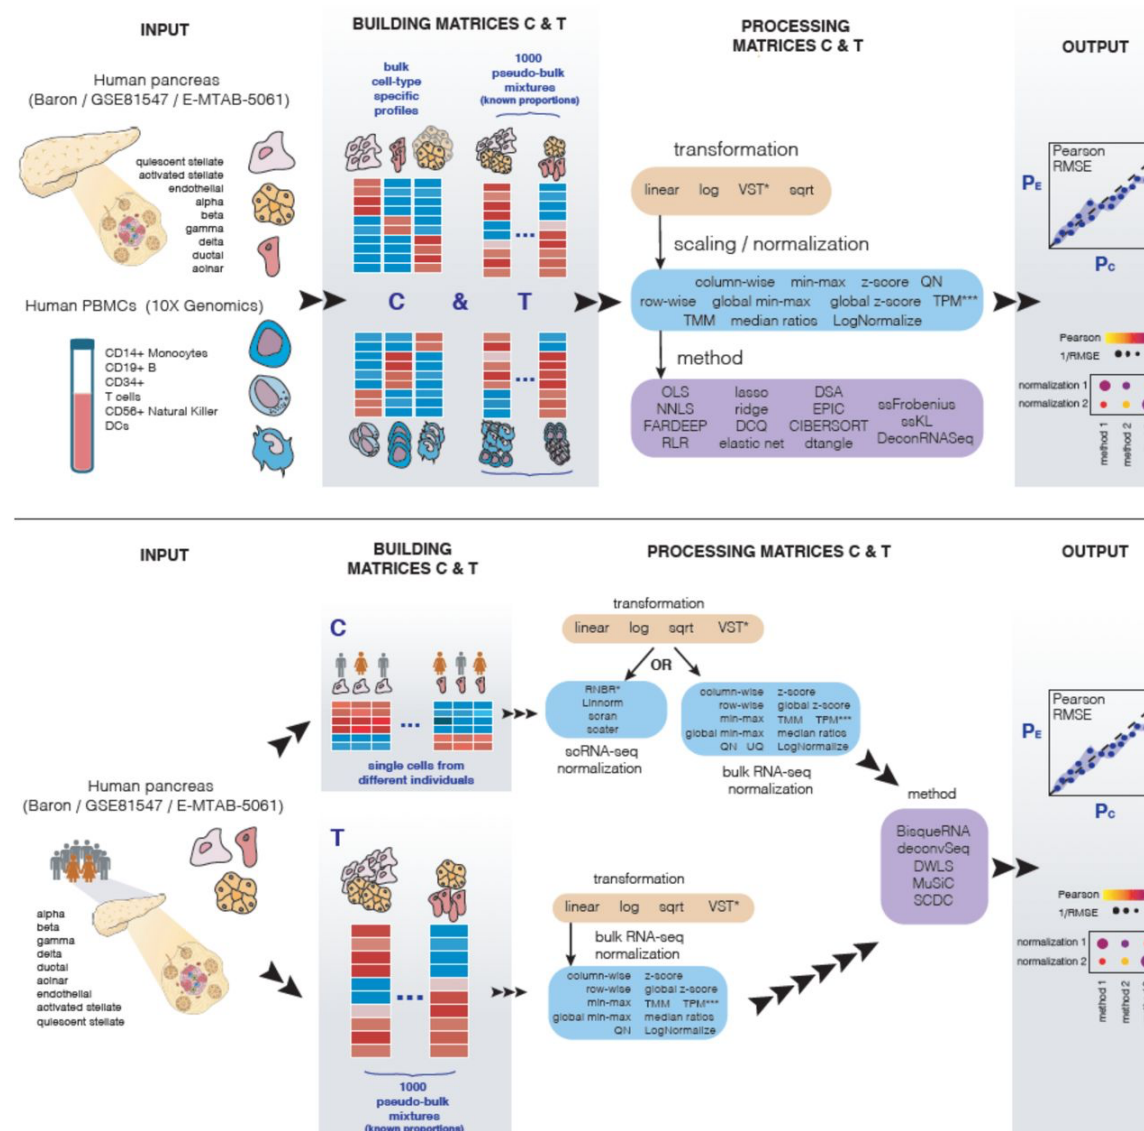 INPUT
BUILDING MATRICES C & T
PROCESSING
MATRICES C & T
OUTPUT
Human pancreas
(Baron / GSE81547 / E-MTAB-5061)
quiescent stellate
activated stellate
endothelial
alpha
beta
gamma
delta
ductal
acinar
Human PBMCs (10X Genomics)
CD14+ Monocytes
CD19+ B
CD34+
T cells
CD56+ Natural Killer
DCs
bulk
cell-type
specific
profiles
1000
pseudo-bulk
mixtures
(known proportions)
...
C & T
...
transformation
linear log VST* sqrt
scaling / normalization
column-wise min-max z-score QN
row-wise global min-max global z-score TPM***
TMM median ratios LogNormalize
method
OLS lasso DSA
NNLS ridge EPIC ssFrobenius
FARDEEP DCQ CIBERSORT ssKL
RLR elastic net dtangle DeconRNASeq
Pearson
RMSE
PE
PC
Pearson
1/RMSE
normalization 1
normalization 2
method 1
method 2
INPUT
BUILDING
MATRICES C & T
PROCESSING MATRICES C & T
OUTPUT
Human pancreas
(Baron / GSE81547 / E-MTAB-5061)
alpha
beta
gamma
delta
ductal
acinar
endothelial
activated stellate
quiescent stellate
C
...
single cells from
different individuals
T
...
1000
pseudo-bulk
mixtures
(known proportions)
transformation
linear log sqrt VST*
OR
RNBR*
Linnorm
scran
scater
scRNA-seq
normalization
column-wise z-score
row-wise global z-score
min-max TMM TPM***
global min-max median ratios
QN UQ LogNormalize
bulk RNA-seq
normalization
transformation
linear log sqrt VST*
bulk RNA-seq
normalization
column-wise z-score
row-wise global z-score
min-max TMM TPM***
global min-max median ratios
QN LogNormalize
method
BisqueRNA
deconvSeq
DWLS
MuSiC
SCDC
Pearson
RMSE
PE
PC
Pearson
1/RMSE
normalization 1
normalization 2
method 1
method 2